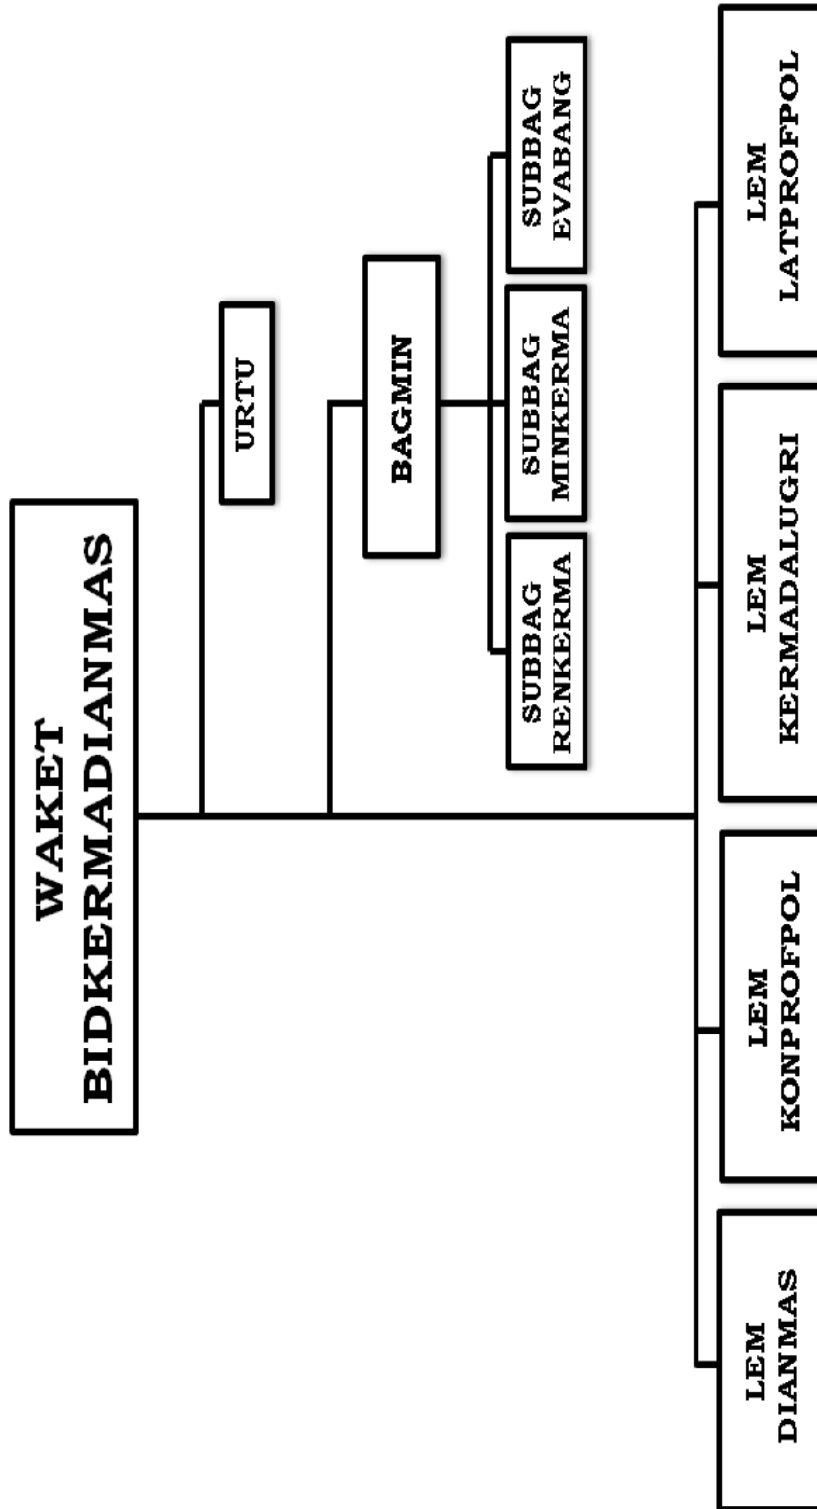 WAKET
BIDKERMADIANMAS
URTU
BAGMIN
SUBBAG
RENKERMA
SUBBAG
MINKERMA
SUBBAG
EVABANG
LEM
DIANMAS
LEM
KONPROFPOL
LEM
KERMADALUGRI
LEM
LATPROFPOL